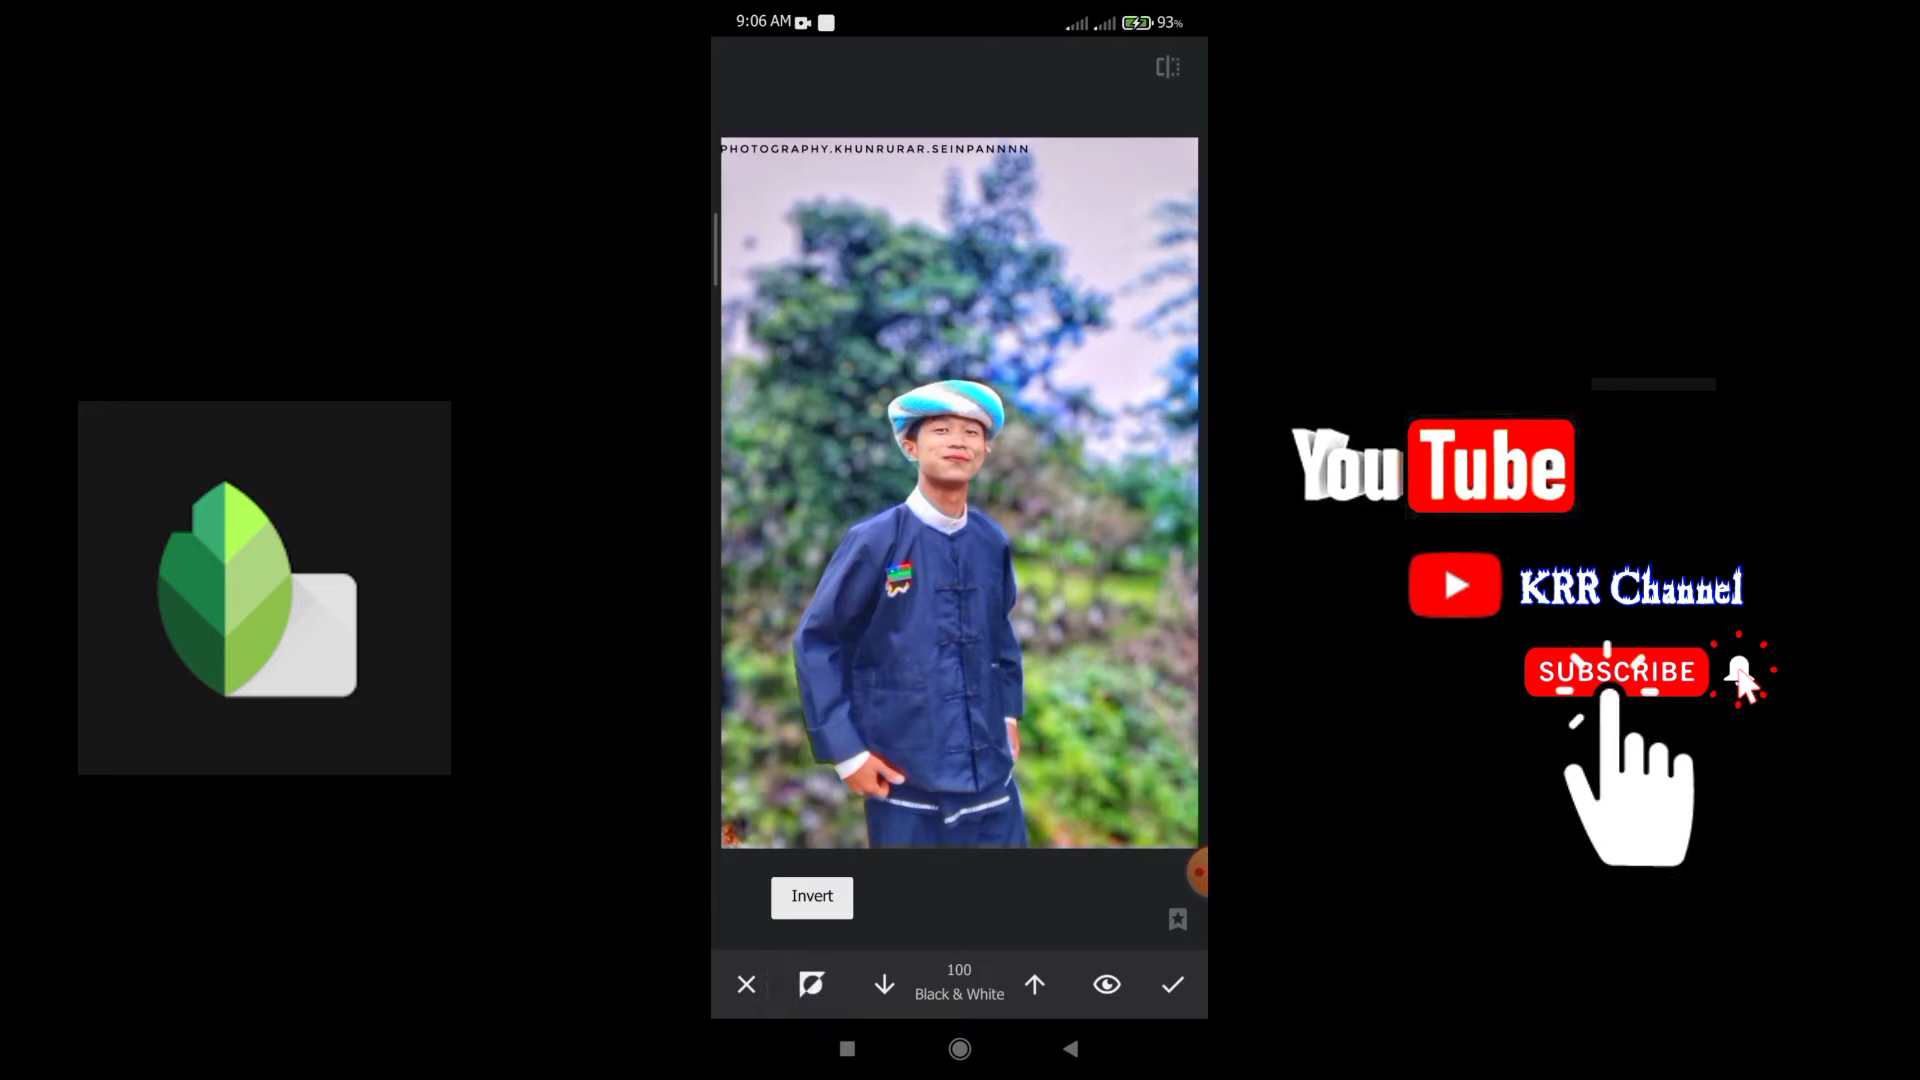 9:06 AM
93%
PHOTOGRAPHY.KHUNRURAR.SEINPANNNN
YouTube
KRR Channel
SUBSCRIBE
Invert
100
Black & White